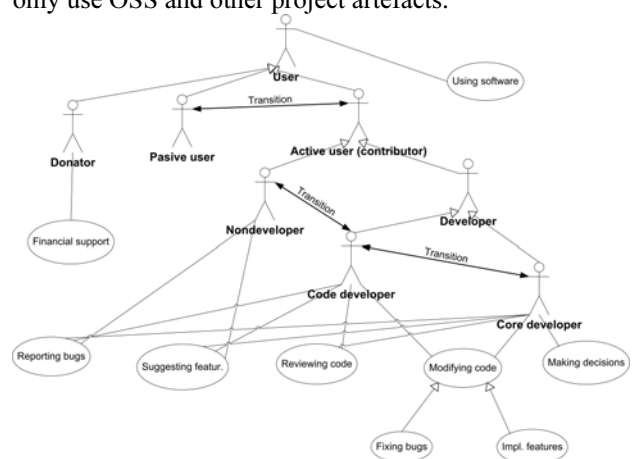 only use OSS and other project artefacts.
User
Using software
Transition
Donator
Pasive user
Active user (contributor)
Transition
Nondeveloper
Developer
Financial support
Transition
Code developer
Core developer
Reporting bugs
Suggesting featur.
Reviewing code
Modifying code
Making decisions
Fixing bugs
Impl. features